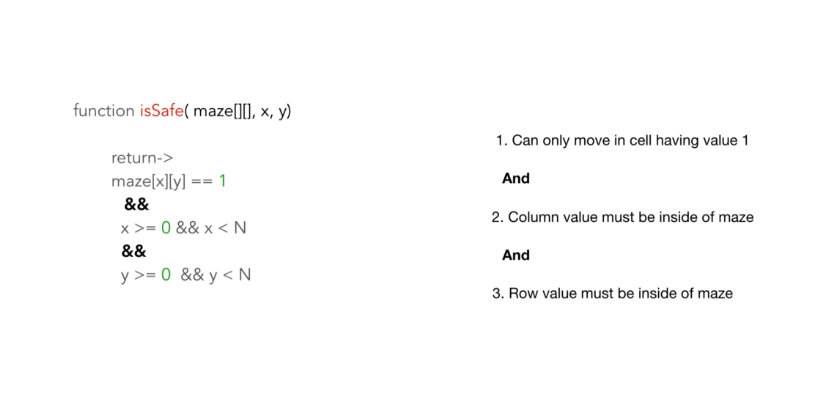 function isSafe( maze[][], x, y)
return->
maze[x][y] == 1
&&
x >= 0 && x < N
&&
y >= 0 && y < N
1. Can only move in cell having value 1
And
2. Column value must be inside of maze
And
3. Row value must be inside of maze